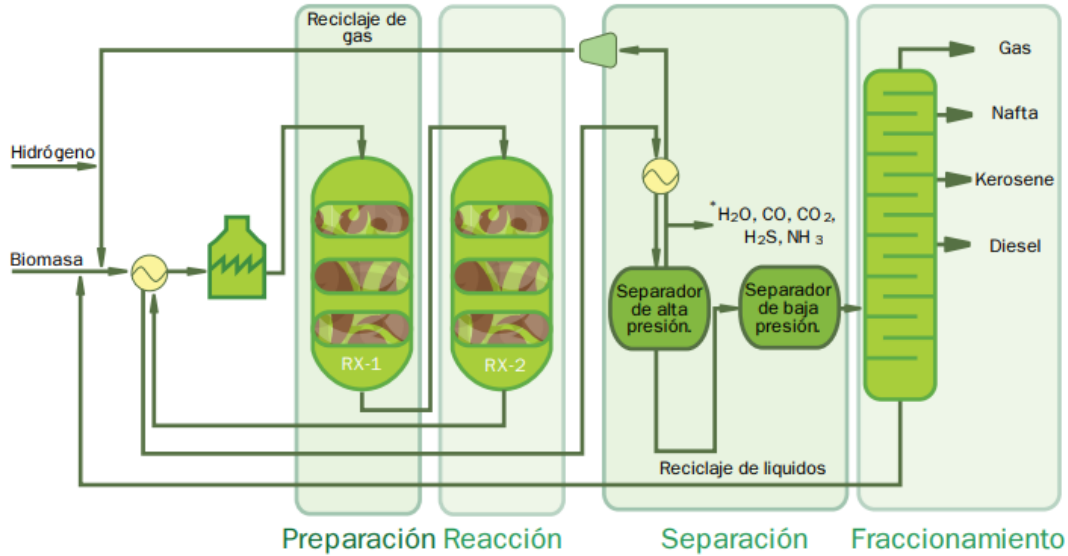 Reciclaje de
gas
Gas
Nafta
Hidrógeno
Kerosene
*H2O, CO, CO2,
H2S, NH3
Diesel
Biomasa
Separador
de alta
presión.
Separador
de baja
presión.
RX-1
RX-2
Reciclaje de liquidos
Preparación
Reacción
Separación
Fraccionamiento